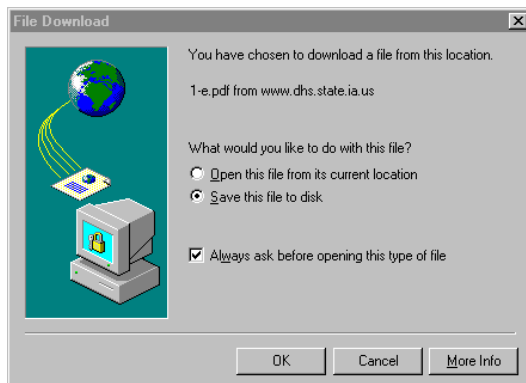 File Download
You have chosen to download a file from this location.
1-e.pdf from www.dhs.state.ia.us
What would you like to do with this file?
Open this file from its current location
Save this file to disk
Always ask before opening this type of file
OK Cancel More Info